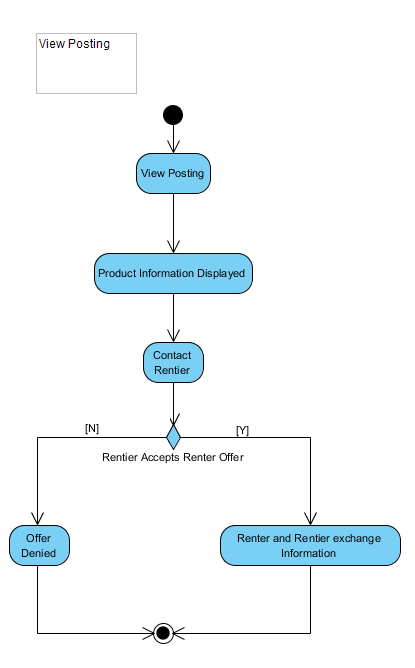 View Posting
View Posting
Product Information Displayed
Contact
Rentier
[N]
[Y]
Rentier Accepts Renter Offer
Offer
Denied
Renter and Rentier exchange
Information